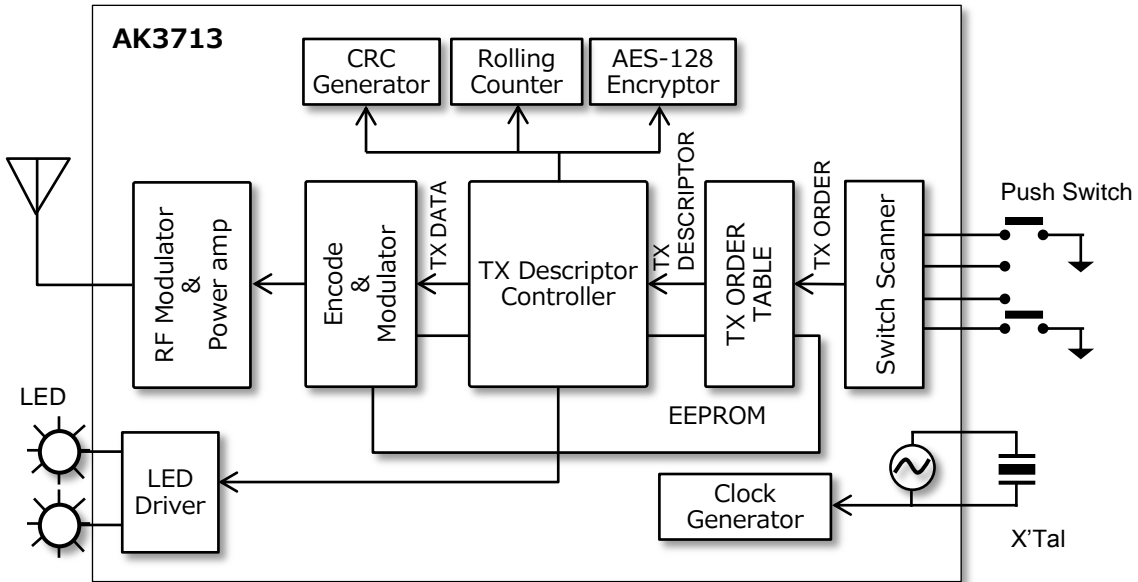 AK3713
CRC
Generator
Rolling
Counter
AES-128
Encryptor
RF Modulator
&
Power amp
Encode
&
Modulator
TX DATA
TX Descriptor
Controller
TX
DESCRIPTOR
TX ORDER
TABLE
TX ORDER
Switch Scanner
Push Switch
EEPROM
LED
LED
Driver
Clock
Generator
X'Tal